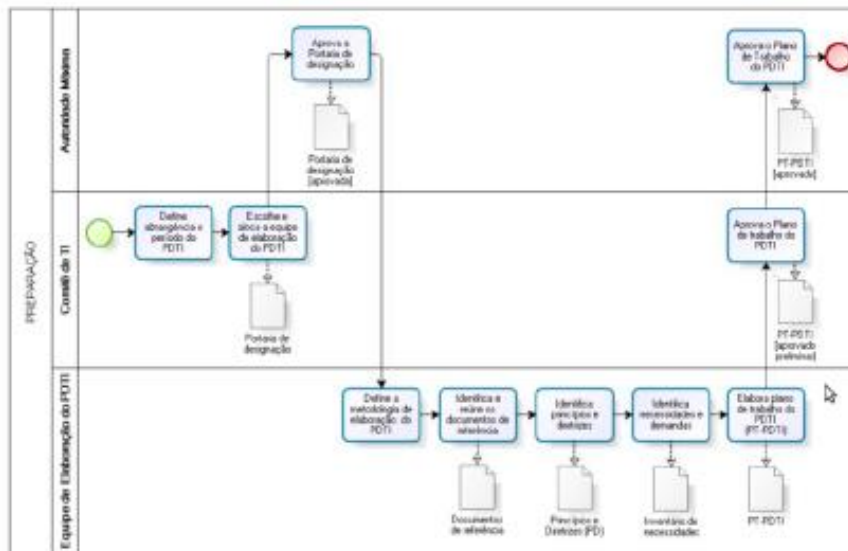 PREPARAÇÃO
Autoridade Máxima
Aprova a
Portaria de
designação
Portaria de
designação
[aprovada]
Aprova o Plano
de Trabalho
do PDTI
PT-PDTI
[aprovado]
Comitê de TI
Define
abrangência e
período do
PDTI
Escolhe e
a equipe
de elaboração
do PDTI
Portaria de
designação
Aprova o Plano
de trabalho do
PDTI
PT-PDTI
[aprovado
preliminar]
Equipe de Elaboração do PDTI
Define a
metodologia de
elaboração do
PDTI
Identifica e
reúne os
documentos de
referência
Documentos
de referência
Identifica
princípios e
diretrizes
Princípios e
Diretrizes (PD)
Identifica
necessidades e
demandas
Inventário de
necessidades
Elabora plano
de trabalho do
PDTI
(PT-PDTI)
PT-PDTI